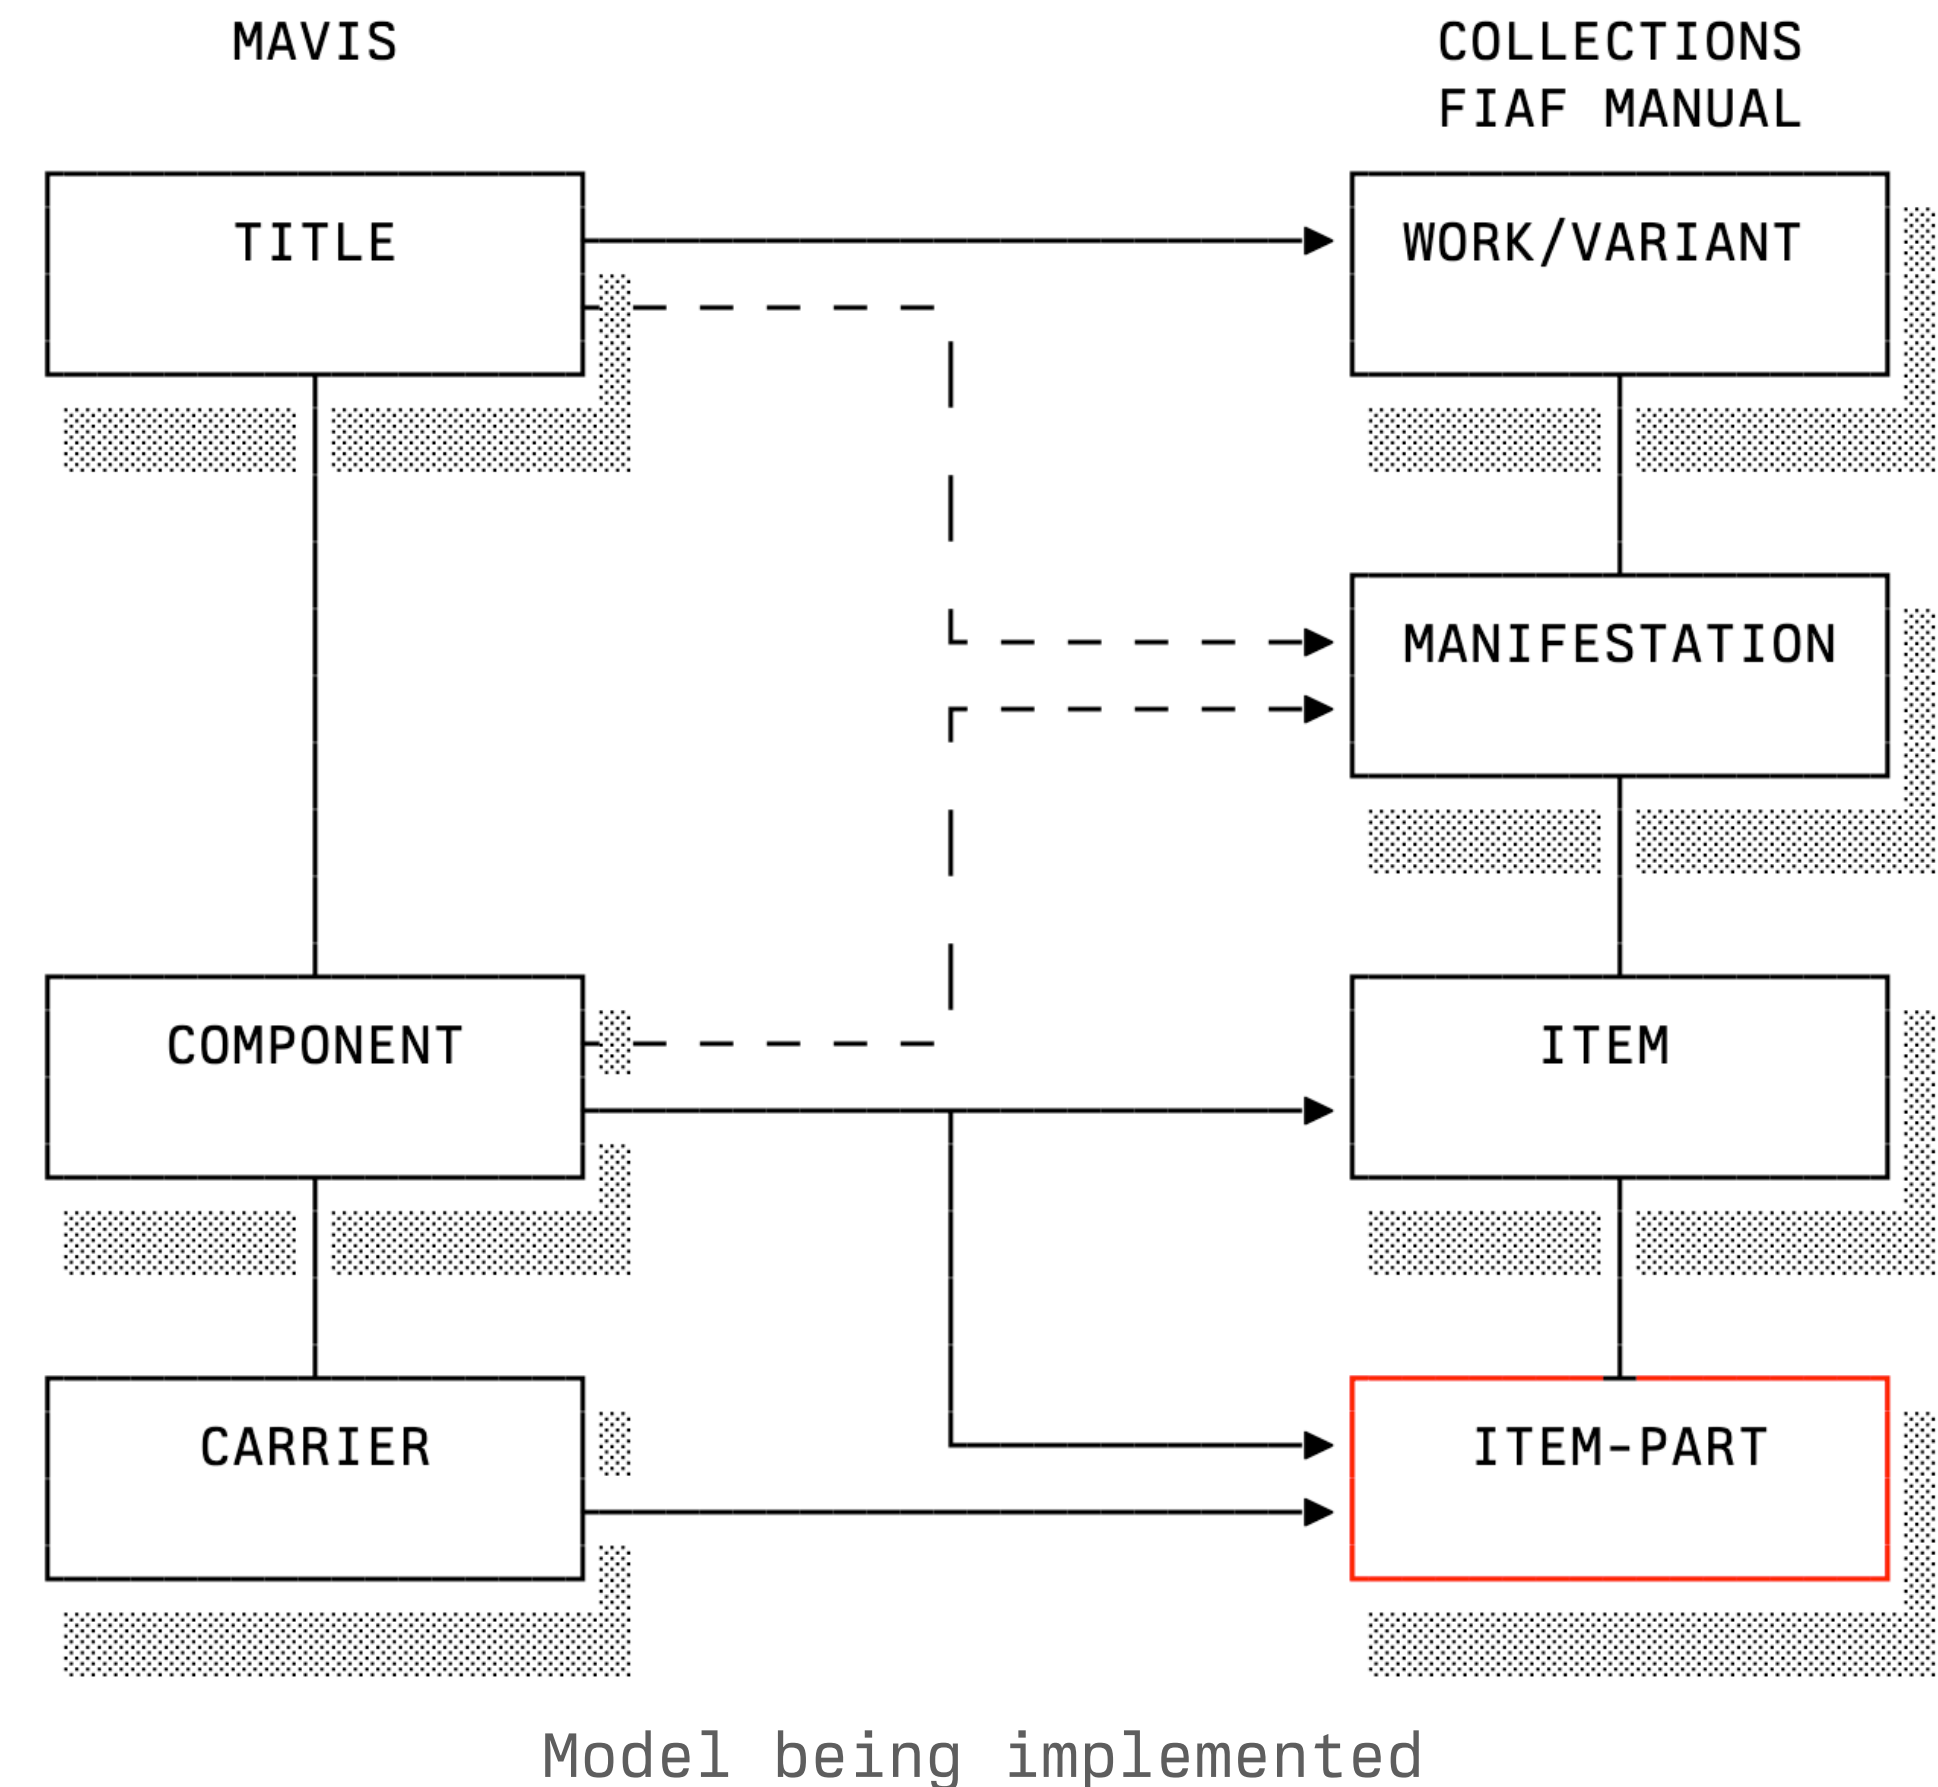 MAVIS
COLLECTIONS
FIAF MANUAL
TITLE
WORK/VARIANT
MANIFESTATION
COMPONENT
ITEM
CARRIER
ITEM-PART
Model being implemented